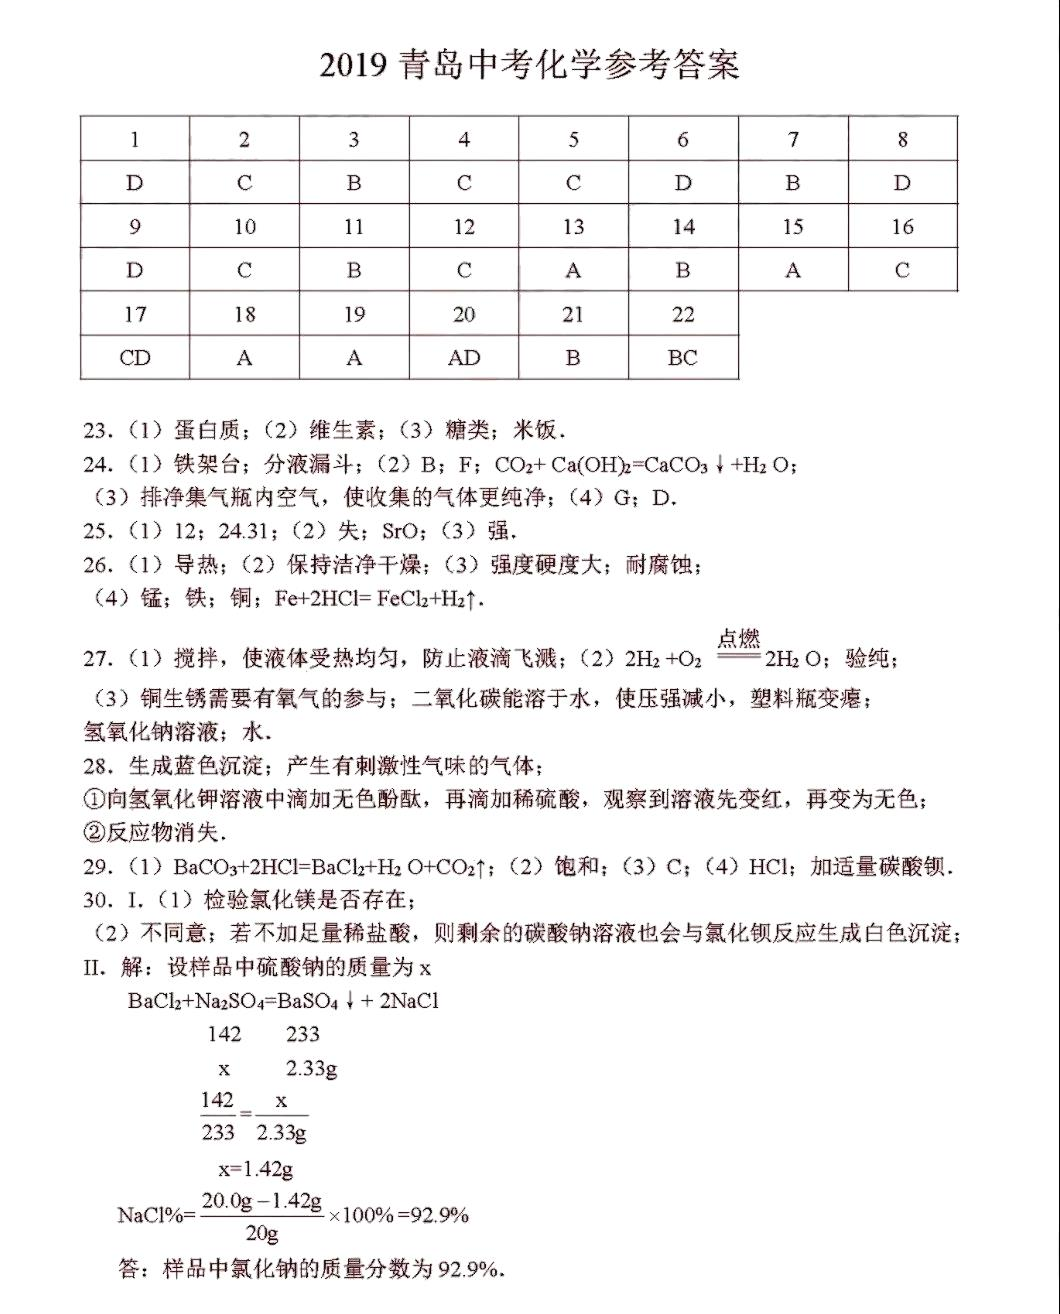 2019 青岛中考化学参考答案
1 2 3 4 5 6 7 8
D C B C C D B D
9 10 11 12 13 14 15 16
D C B C A B A C
17 18 19 20 21 22
CD A A AD B BC
23.（1）蛋白质；（2）维生素；（3）糖类；米饭.
24.（1）铁架台；分液漏斗；（2）B；F；CO₂+ Ca(OH)₂=CaCO₃↓+H₂ O；
（3）排净集气瓶内空气，使收集的气体更纯净；（4）G；D.
25.（1）12；24.31；（2）失；SrO；（3）强.
26.（1）导热；（2）保持洁净干燥；（3）强度硬度大；耐腐蚀；
（4）锰；铁；铜；Fe+2HCl= FeCl₂+H₂↑.
点燃
27.（1）搅拌，使液体受热均匀，防止液滴飞溅；（2）2H₂ +O₂ ══ 2H₂ O；验纯；
（3）铜生锈需要有氧气的参与；二氧化碳能溶于水，使压强减小，塑料瓶变瘪；
氢氧化钠溶液；水.
28．生成蓝色沉淀；产生有刺激性气味的气体；
①向氢氧化钾溶液中滴加无色酚酞，再滴加稀硫酸，观察到溶液先变红，再变为无色；
②反应物消失.
29.（1）BaCO₃+2HCl=BaCl₂+H₂ O+CO₂↑；（2）饱和；（3）C；（4）HCl；加适量碳酸钡.
30. I.（1）检验氯化镁是否存在；
（2）不同意；若不加足量稀盐酸，则剩余的碳酸钠溶液也会与氯化钡反应生成白色沉淀；
II．解：设样品中硫酸钠的质量为 x
BaCl₂+Na₂SO₄=BaSO₄↓+ 2NaCl
142 233
x 2.33g
142 x
=
233 2.33g
x=1.42g
20.0g－1.42g
NaCl%= ×100%=92.9%
20g
答：样品中氯化钠的质量分数为 92.9%.